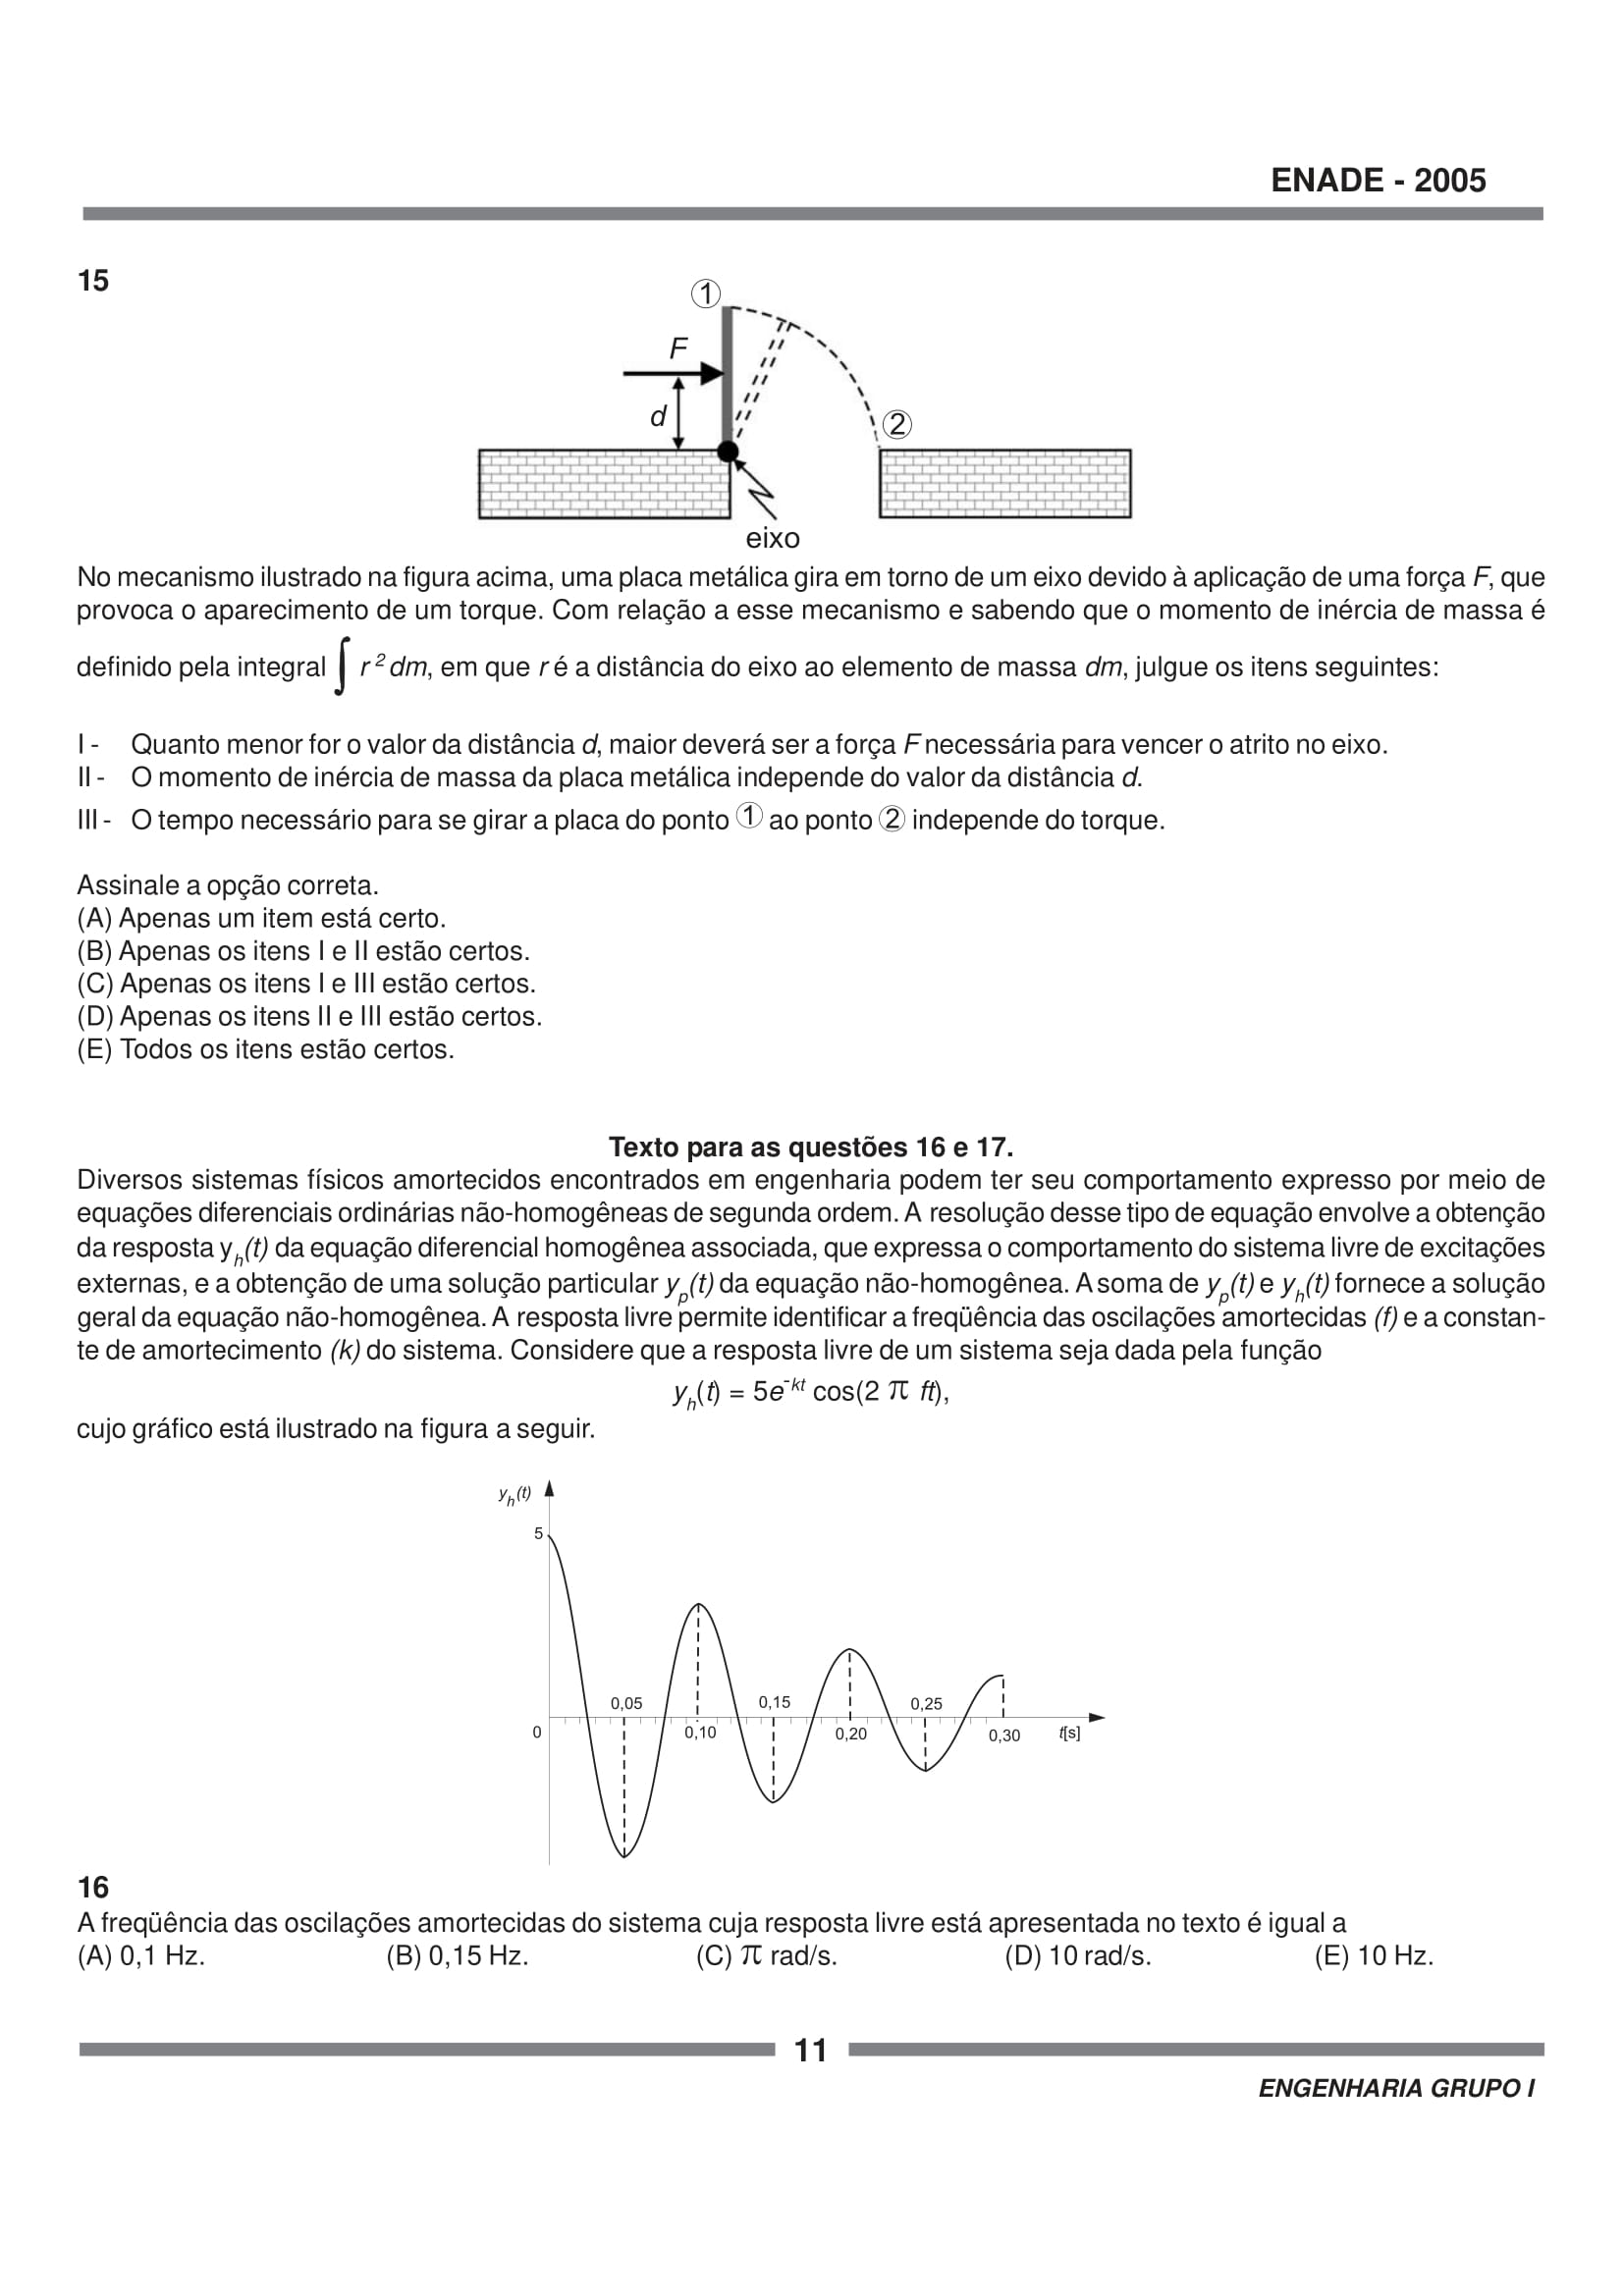 ENADE - 2005
15
①
F
d
②
eixo
No mecanismo ilustrado na figura acima, uma placa metálica gira em torno de um eixo devido à aplicação de uma força F, que
provoca o aparecimento de um torque. Com relação a esse mecanismo e sabendo que o momento de inércia de massa é
definido pela integral ∫ r² dm, em que r é a distância do eixo ao elemento de massa dm, julgue os itens seguintes:
I - Quanto menor for o valor da distância d, maior deverá ser a força F necessária para vencer o atrito no eixo.
II - O momento de inércia de massa da placa metálica independe do valor da distância d.
III - O tempo necessário para se girar a placa do ponto ① ao ponto ② independe do torque.
Assinale a opção correta.
(A) Apenas um item está certo.
(B) Apenas os itens I e II estão certos.
(C) Apenas os itens I e III estão certos.
(D) Apenas os itens II e III estão certos.
(E) Todos os itens estão certos.
Texto para as questões 16 e 17.
Diversos sistemas físicos amortecidos encontrados em engenharia podem ter seu comportamento expresso por meio de
equações diferenciais ordinárias não-homogêneas de segunda ordem. A resolução desse tipo de equação envolve a obtenção
da resposta yh(t) da equação diferencial homogênea associada, que expressa o comportamento do sistema livre de excitações
externas, e a obtenção de uma solução particular yp(t) da equação não-homogênea. A soma de yp(t) e yh(t) fornece a solução
geral da equação não-homogênea. A resposta livre permite identificar a freqüência das oscilações amortecidas (f) e a constan-
te de amortecimento (k) do sistema. Considere que a resposta livre de um sistema seja dada pela função
yh(t) = 5e^-kt cos(2 π ft),
cujo gráfico está ilustrado na figura a seguir.
yh(t)
5
0,05 0,15 0,25
0 0,10 0,20 0,30 t[s]
16
A freqüência das oscilações amortecidas do sistema cuja resposta livre está apresentada no texto é igual a
(A) 0,1 Hz. (B) 0,15 Hz. (C) π rad/s. (D) 10 rad/s. (E) 10 Hz.
11
ENGENHARIA GRUPO I